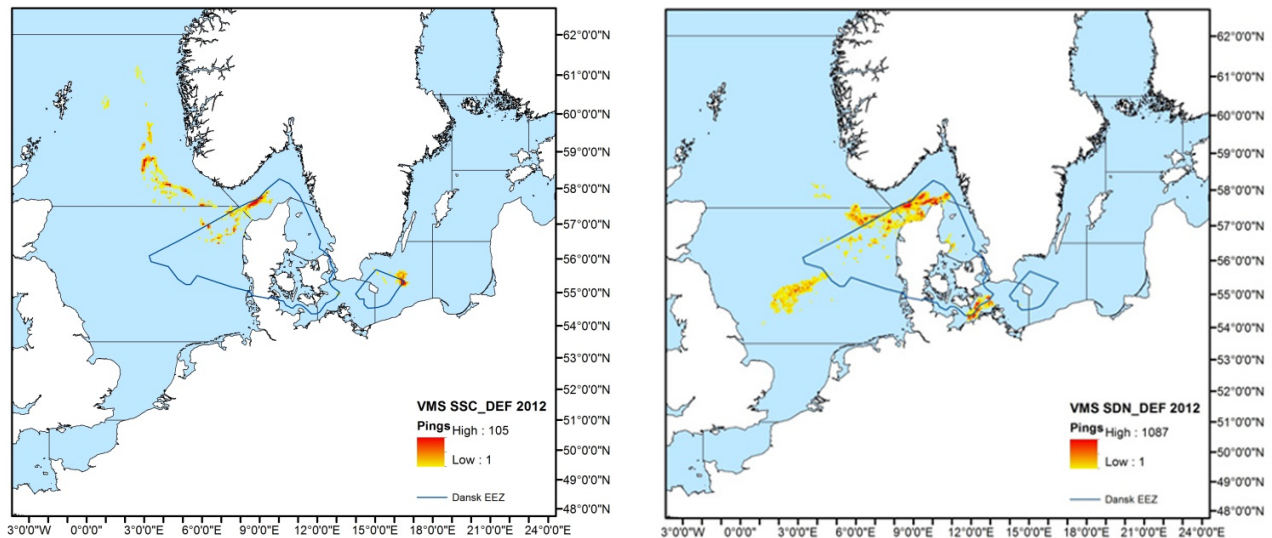 62°0'0"N
61°0'0"N
60°0'0"N
59°0'0"N
58°0'0"N
57°0'0"N
56°0'0"N
55°0'0"N
54°0'0"N
53°0'0"N
52°0'0"N
51°0'0"N
50°0'0"N
49°0'0"N
48°0'0"N
VMS SSC_DEF 2012
Pings High : 105
Low : 1
Dansk EEZ
3°0'0"W 0°0'0" 3°0'0"E 6°0'0"E 9°0'0"E 12°0'0"E 15°0'0"E 18°0'0"E 21°0'0"E 24°0'0"E
62°0'0"N
61°0'0"N
60°0'0"N
59°0'0"N
58°0'0"N
57°0'0"N
56°0'0"N
55°0'0"N
54°0'0"N
53°0'0"N
52°0'0"N
51°0'0"N
50°0'0"N
49°0'0"N
48°0'0"N
VMS SDN_DEF 2012
Pings High : 1087
Low : 1
Dansk EEZ
3°0'0"W 0°0'0" 3°0'0"E 6°0'0"E 9°0'0"E 12°0'0"E 15°0'0"E 18°0'0"E 21°0'0"E 24°0'0"E